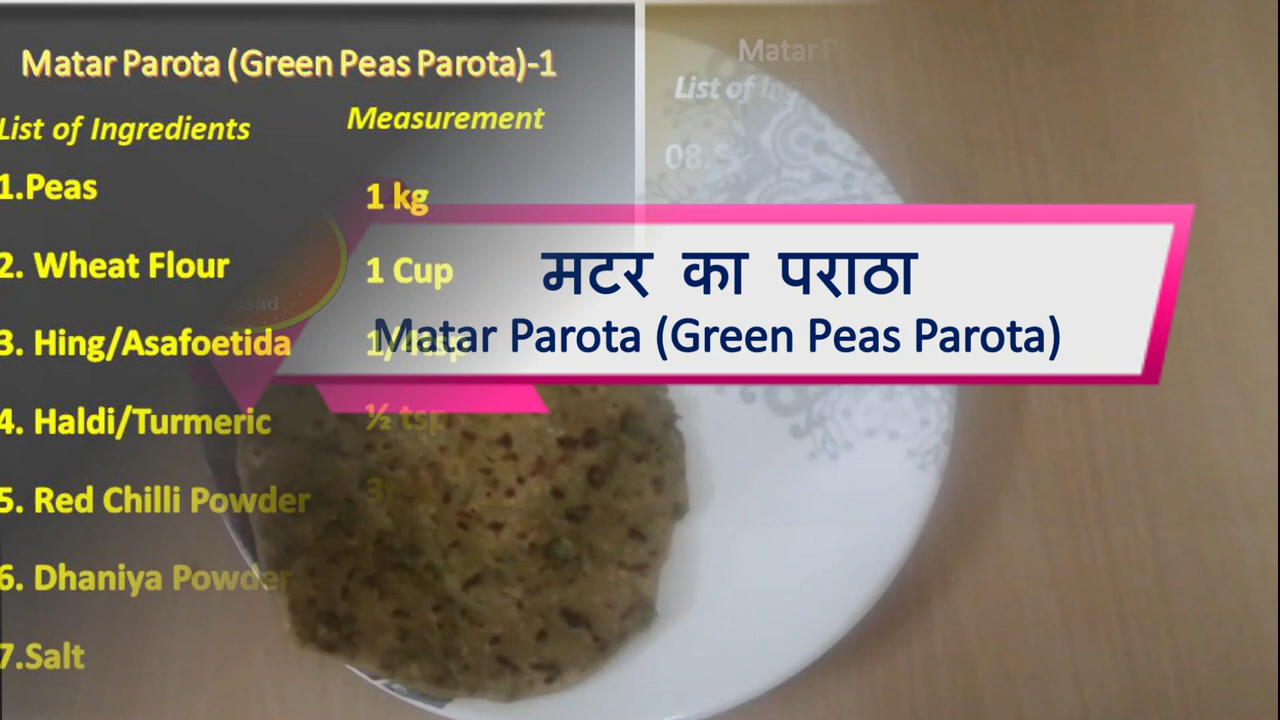 Matar Parota (Green Peas Parota)-1
List of Ingredients
Measurement
1.Peas
1 kg
2. Wheat Flour
1 Cup
3. Hing/Asafoetida
4. Haldi/Turmeric
½ tsp
5. Red Chilli Powder
6. Dhaniya Powder
7.Salt
Matar
List of
08.
मटर का पराठा
Matar Parota (Green Peas Parota)